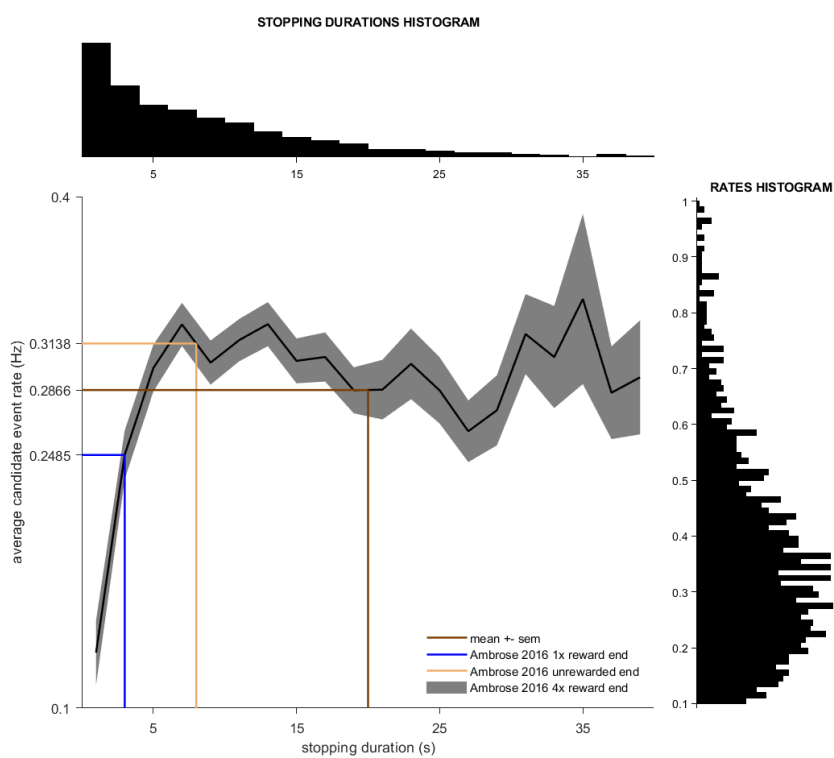 STOPPING DURATIONS HISTOGRAM
5 15 25 35
RATES HISTOGRAM
1
0.9
0.8
0.7
0.6
0.5
0.4
0.3
0.2
0.1
average candidate event rate (Hz)
0.4
0.3138
0.2866
0.2485
0.1
mean +- sem
Ambrose 2016 1x reward end
Ambrose 2016 unrewarded end
Ambrose 2016 4x reward end
5 15 25 35
stopping duration (s)